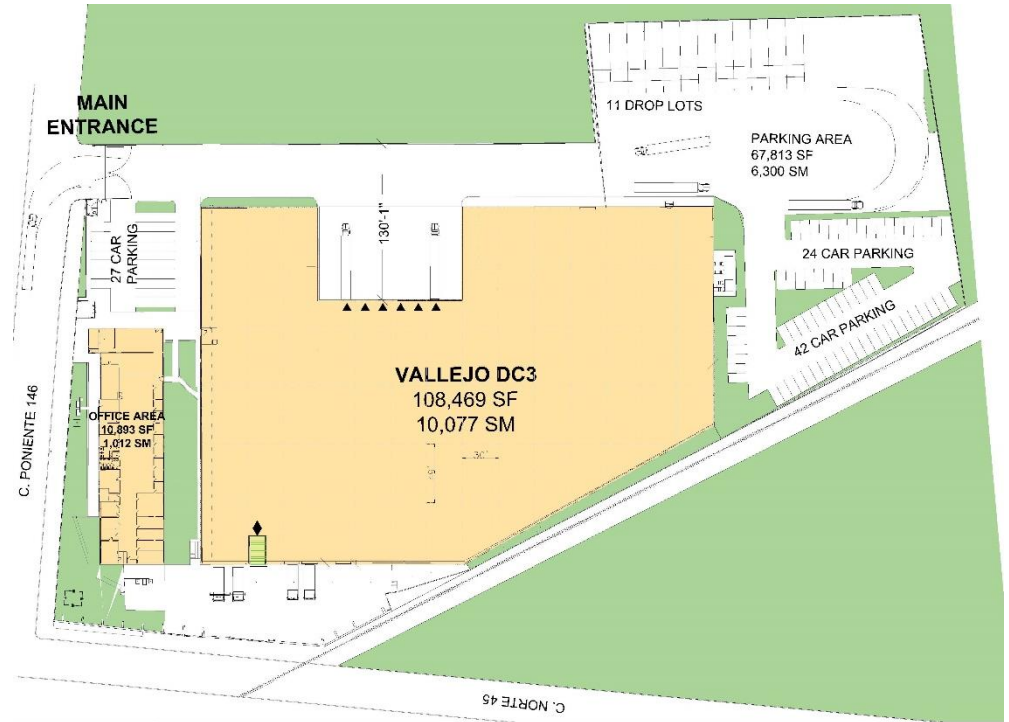 MAIN
ENTRANCE
11 DROP LOTS
PARKING AREA
67,813 SF
6,300 SM
130'-1"
27 CAR
PARKING
24 CAR PARKING
42 CAR PARKING
VALLEJO DC3
108,469 SF
10,077 SM
OFFICE AREA
10,893 SF
1,012 SM
C. PONIENTE 146
30'
C. NORTE 45